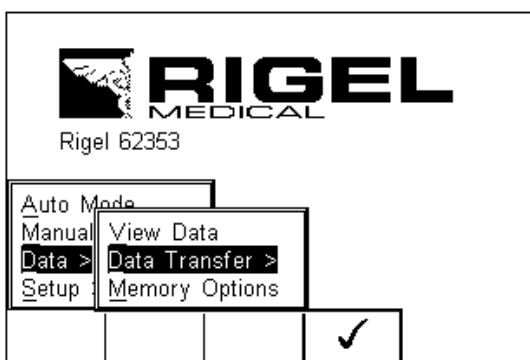 RIGEL
MEDICAL
Rigel 62353
Auto Mode
Manual
Data >
Setup
View Data
Data Transfer >
Memory Options